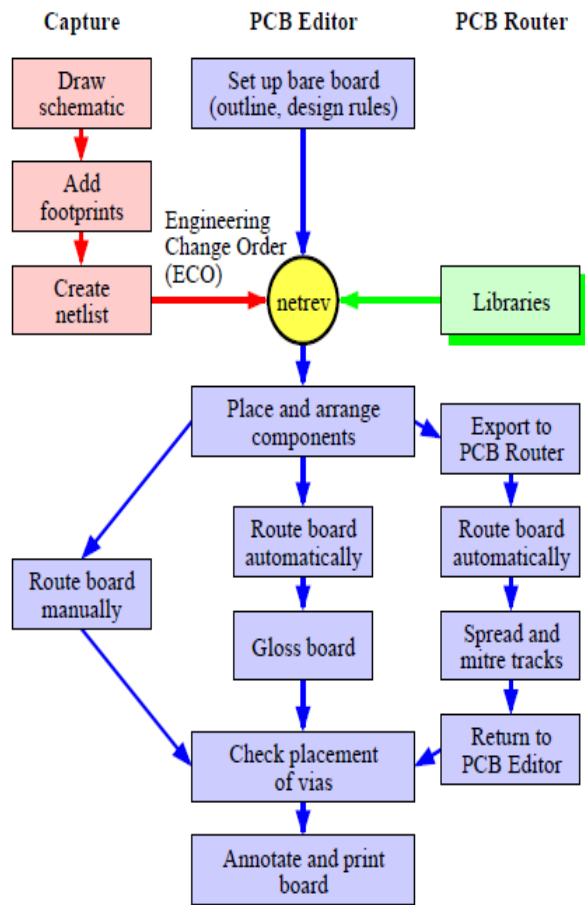 Capture
PCB Editor
PCB Router
Draw
schematic
Set up bare board
(outline, design rules)
Add
footprints
Engineering
Change Order
(ECO)
Create
netlist
netrev
Libraries
Place and arrange
components
Export to
PCB Router
Route board
automatically
Route board
automatically
Route board
manually
Gloss board
Spread and
mitre tracks
Check placement
of vias
Return to
PCB Editor
Annotate and print
board